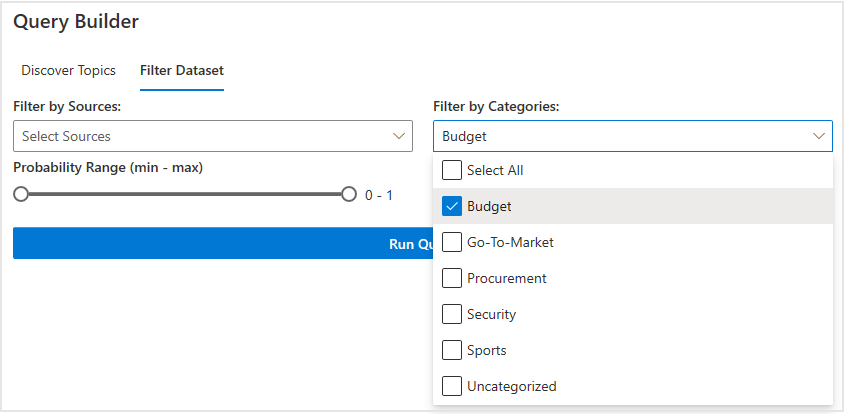 Query Builder
Discover Topics Filter Dataset
Filter by Sources: Filter by Categories:
Select Sources Budget
Probability Range (min - max)
0 - 1
Select All
Budget
Go-To-Market
Run Qu
Procurement
Security
Sports
Uncategorized